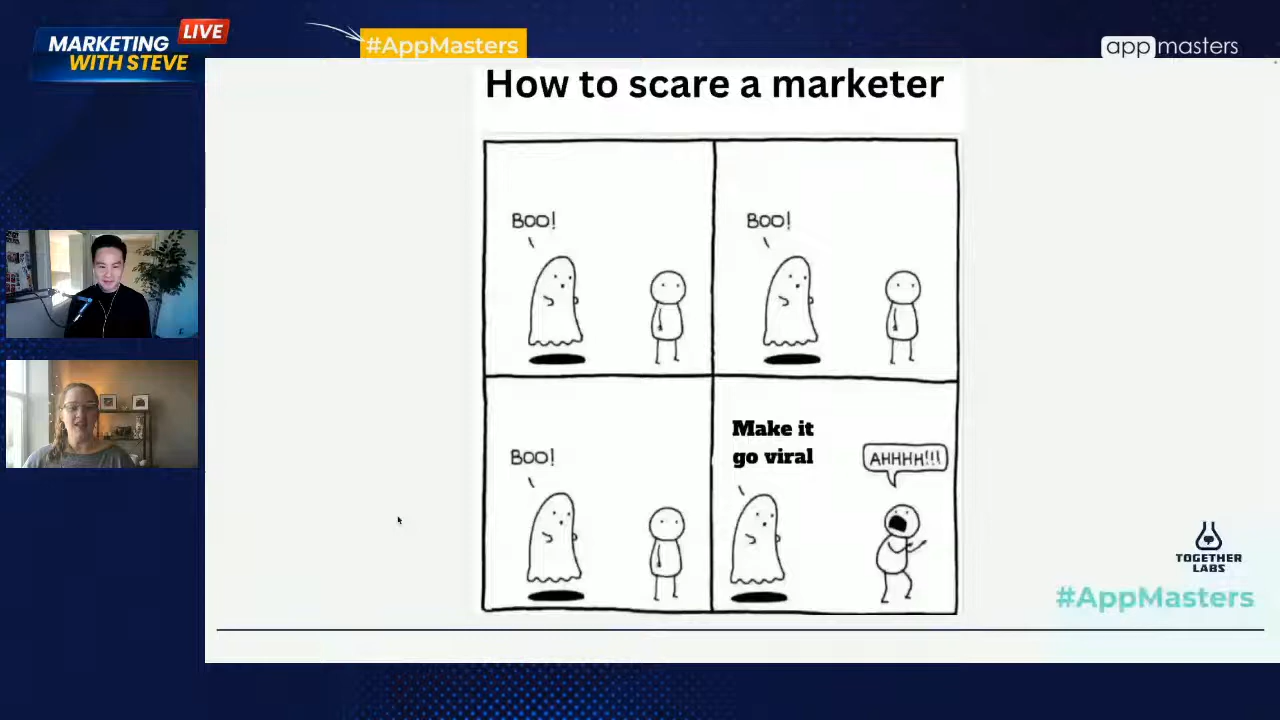 MARKETING
LIVE
WITH STEVE
#AppMasters
app masters
How to scare a marketer
BOO!
BOO!
BOO!
Make it
go viral
AHHHH!!!
TOGETHER
LABS
#AppMasters